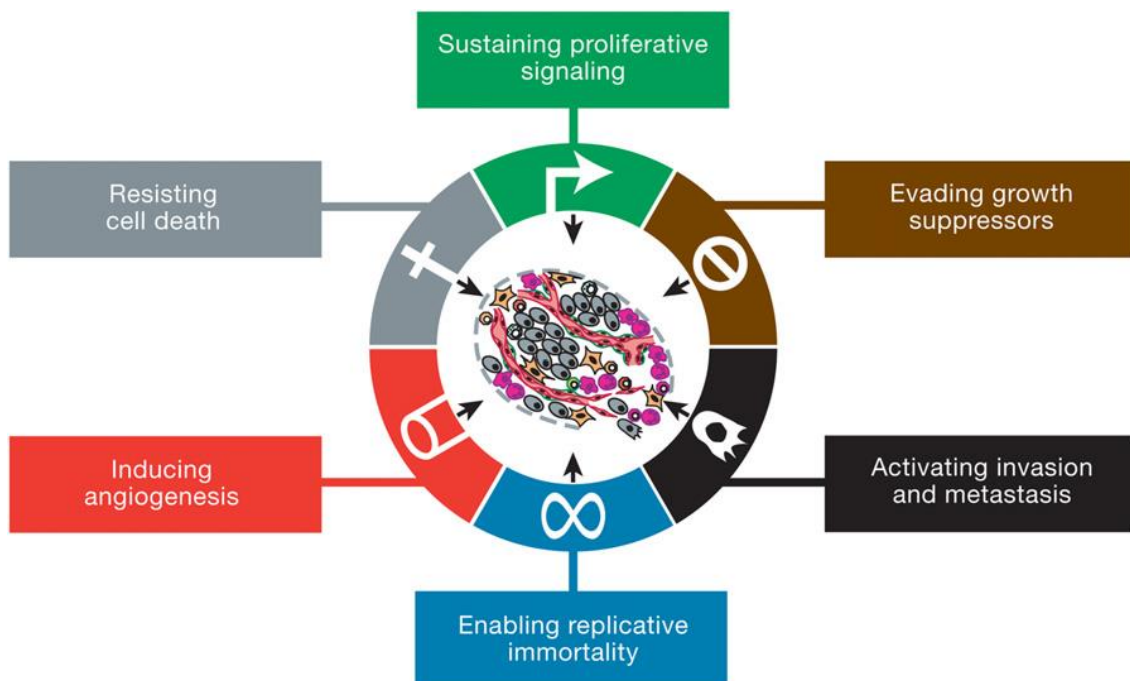 Sustaining proliferative
signaling
Resisting
cell death
Evading growth
suppressors
Inducing
angiogenesis
Activating invasion
and metastasis
Enabling replicative
immortality